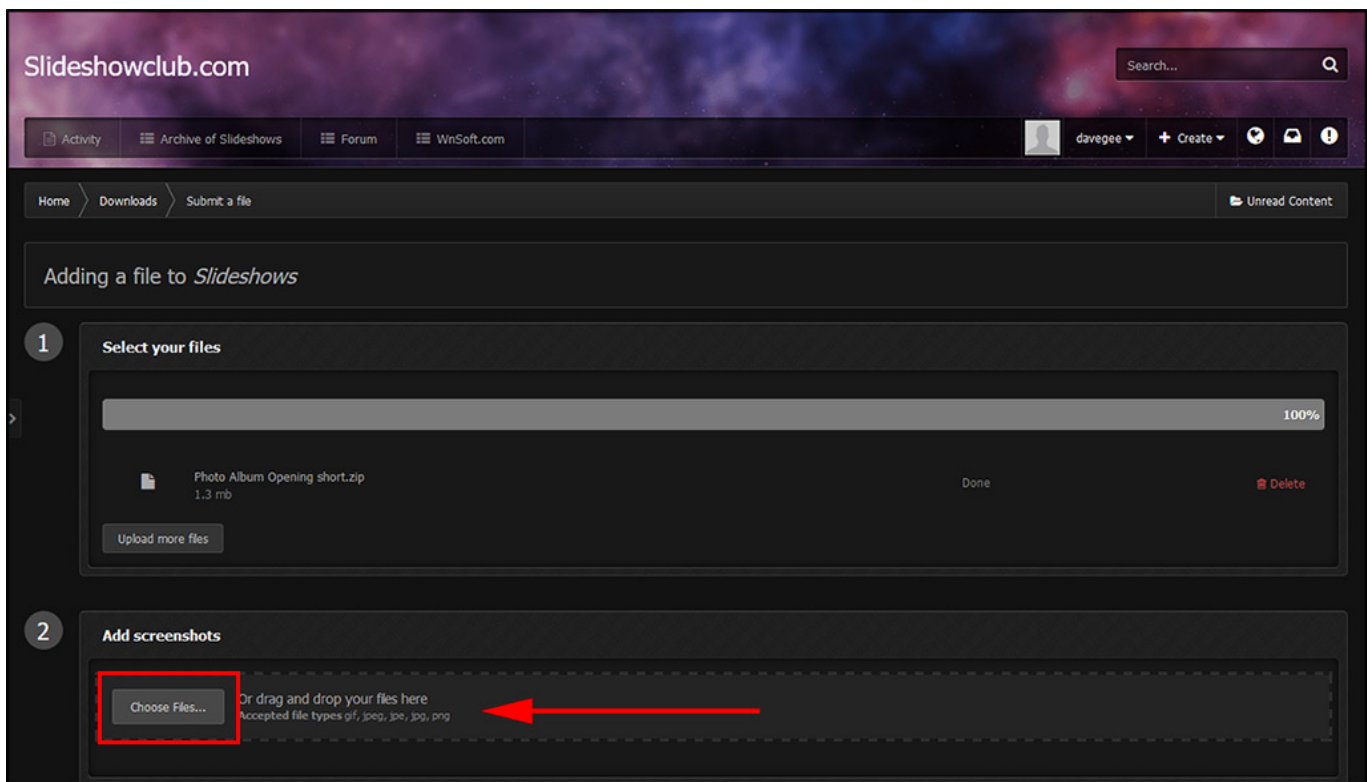 Slideshowclub.com
Search...
Activity
Archive of Slideshows
Forum
WnSoft.com
davegee
+ Create
Home
Downloads
Submit a file
Unread Content
Adding a file to Slideshows
1
Select your files
100%
Photo Album Opening short.zip
1.3 mb
Done
Delete
Upload more files
2
Add screenshots
Choose Files...
Or drag and drop your files here
Accepted file types gif, jpeg, jpe, jpg, png